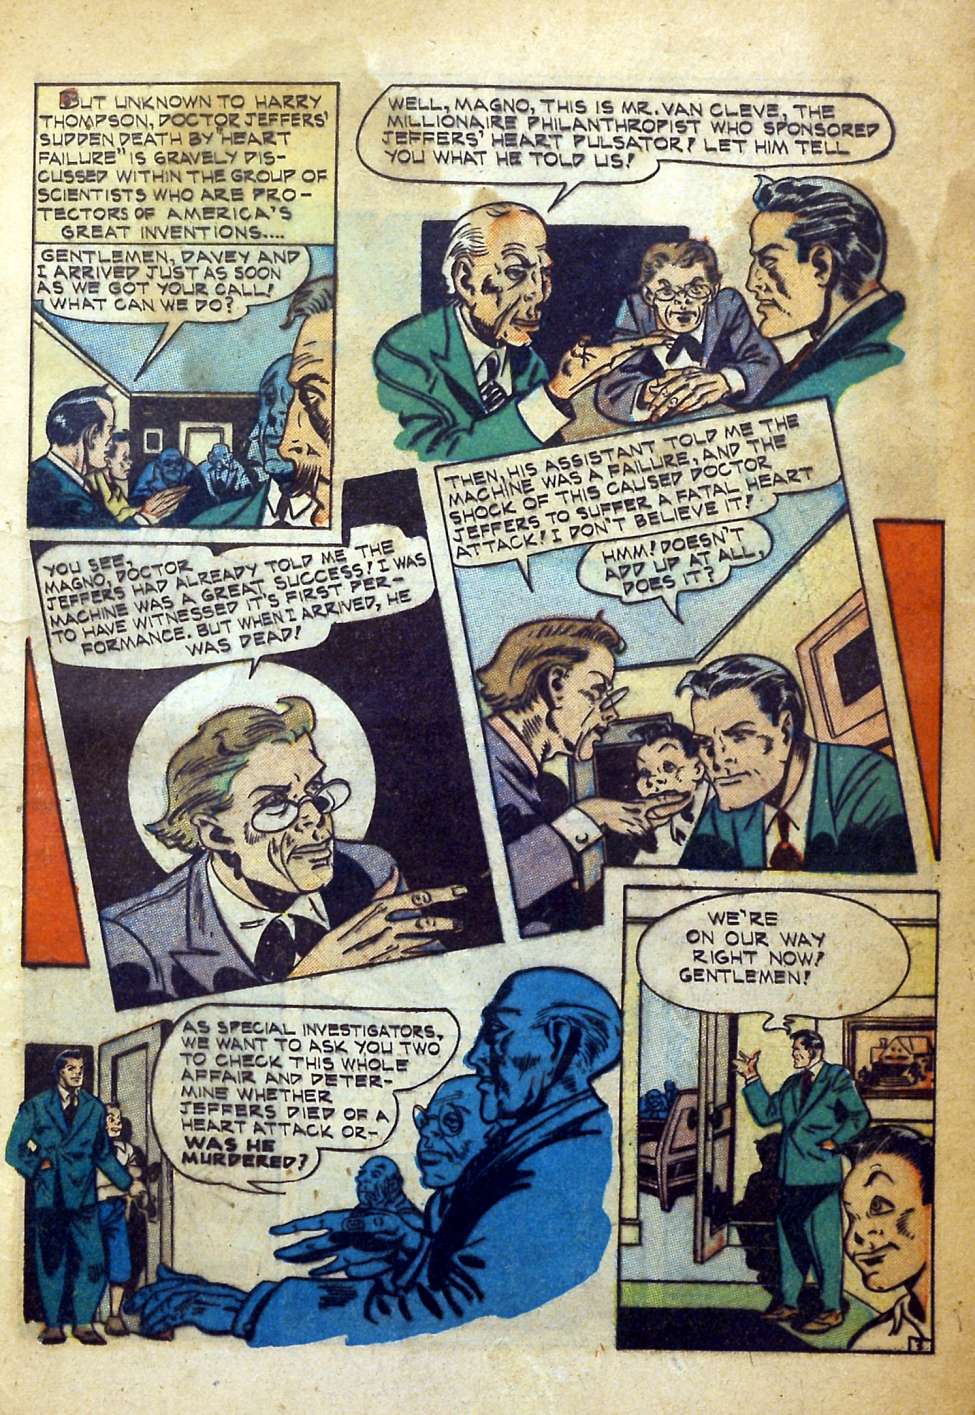 BUT UNKNOWN TO HARRY
THOMPSON, DOCTOR JEFFERS'
SUDDEN DEATH BY "HEART
FAILURE" IS GRAVELY DIS-
CUSSED WITHIN THE GROUP OF
SCIENTISTS WHO ARE PRO-
TECTORS OF AMERICA'S
GREAT INVENTIONS....
GENTLEMEN, DAVEY AND
I ARRIVED JUST AS SOON
AS WE GOT YOUR CALL!
WHAT CAN WE DO?
WELL, MAGNO, THIS IS MR. VAN CLEVE, THE
MILLIONAIRE PHILANTHROPIST WHO SPONSORED
JEFFERS' HEART PULSATOR! LET HIM TELL
YOU WHAT HE TOLD US!
YOU SEE,
MAGNO, DOCTOR
JEFFERS HAD ALREADY TOLD ME THE
MACHINE WAS A GREAT SUCCESS! I WAS
TO HAVE WITNESSED IT'S FIRST PER-
FORMANCE. BUT WHEN I ARRIVED, HE
WAS DEAD!
THEN, HIS ASSISTANT TOLD ME THE
MACHINE WAS A FAILURE, AND THE
SHOCK OF THIS CAUSED DOCTOR
JEFFERS TO SUFFER A FATAL HEART
ATTACK! I DON'T BELIEVE IT!
HMM! DOESN'T
ADD UP AT ALL,
DOES IT?
AS SPECIAL INVESTIGATORS,
WE WANT TO ASK YOU TWO
TO CHECK THIS WHOLE
AFFAIR AND DETER-
MINE WHETHER
JEFFERS DIED OF A
HEART ATTACK OR-
WAS HE
MURDERED?
WE'RE
ON OUR WAY
RIGHT NOW!
GENTLEMEN!